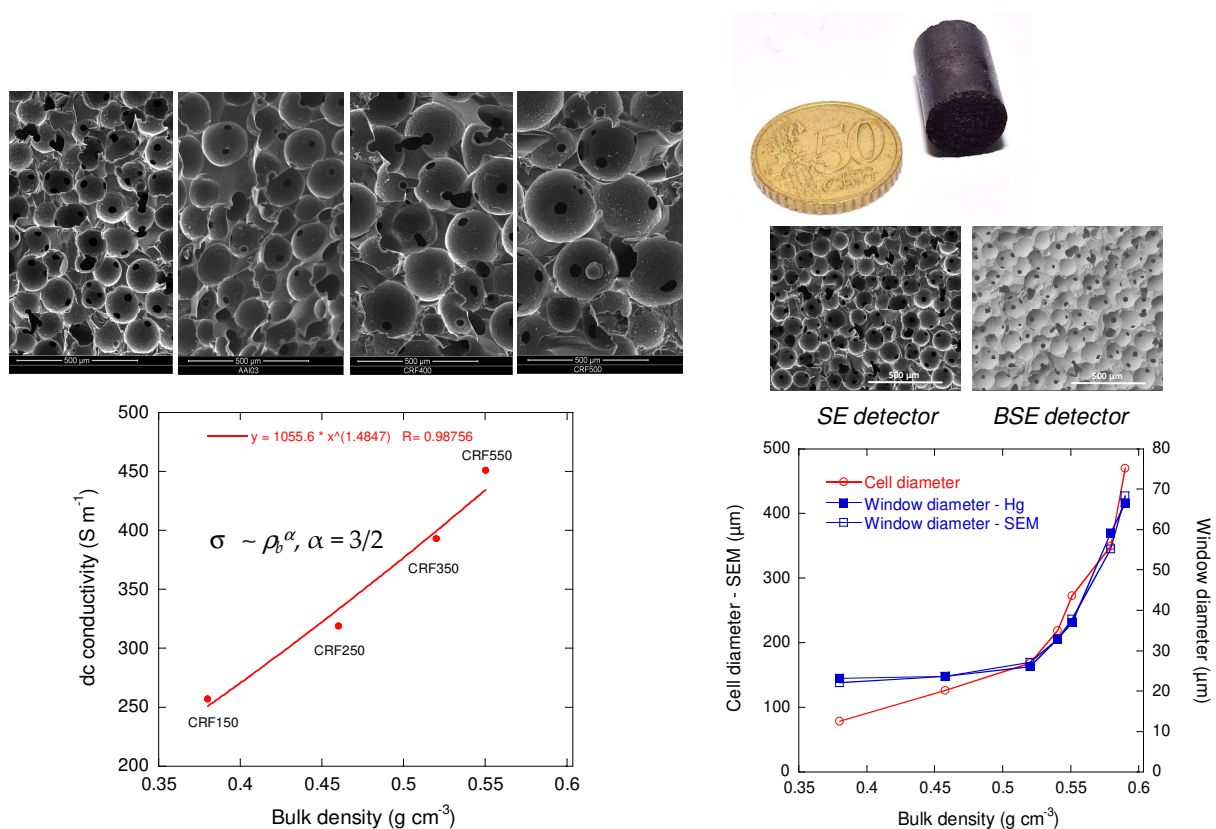 500 µm
500 µm
AAI03
500 µm
CRF400
500 µm
CRF500
50
500 µm
500 µm
SE detector
BSE detector
500
450
400
350
300
250
200
0.35
0.4
0.45
0.5
0.55
0.6
dc conductivity (S m⁻¹)
Bulk density (g cm⁻³)
y = 1055.6 * x^(1.4847) R= 0.98756
σ ~ ρb^α, α = 3/2
CRF550
CRF350
CRF250
CRF150
500
400
300
200
100
0
80
70
60
50
40
30
20
10
0
0.35
0.4
0.45
0.5
0.55
0.6
Cell diameter - SEM (µm)
Window diameter
(µm)
Bulk density (g cm⁻³)
Cell diameter
Window diameter - Hg
Window diameter - SEM